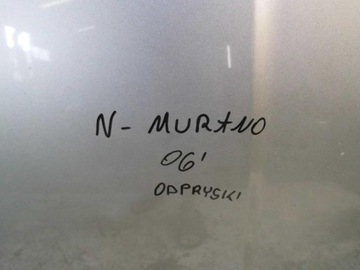 N - MURANO
06'
ODPRYSKI